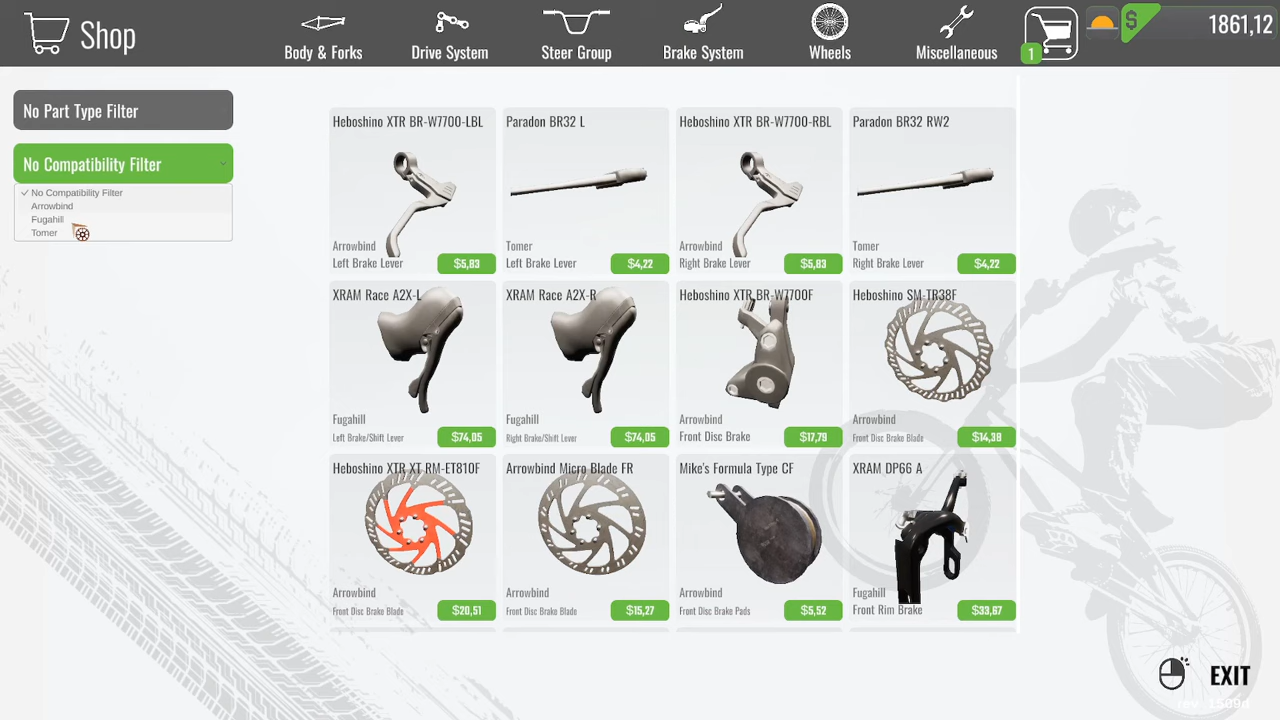 Shop
Body & Forks
Drive System
Steer Group
Brake System
Wheels
Miscellaneous
1
$
1861,12
No Part Type Filter
No Compatibility Filter
✓ No Compatibility Filter
Arrowbind
Fugahill
Tomer
Heboshino XTR BR-W7700-LBL
Arrowbind
Left Brake Lever
$5,83
Paradon BR32 L
Tomer
Left Brake Lever
$4,22
Heboshino XTR BR-W7700-RBL
Arrowbind
Right Brake Lever
$5,83
Paradon BR32 RW2
Tomer
Right Brake Lever
$4,22
XRAM Race A2X-L
Fugahill
Left Brake/Shift Lever
$74,05
XRAM Race A2X-R
Fugahill
Right Brake/Shift Lever
$74,05
Heboshino XTR BR-W7700F
Arrowbind
Front Disc Brake
$17,79
Heboshino SM-TR38F
Arrowbind
Front Disc Brake Blade
$14,38
Heboshino XTR XT RM-ET810F
Arrowbind
Front Disc Brake Blade
$20,51
Arrowbind Micro Blade FR
Arrowbind
Front Disc Brake Blade
$15,27
Mike's Formula Type CF
Arrowbind
Front Disc Brake Pads
$5,52
XRAM DP66 A
Fugahill
Front Rim Brake
$33,67
EXIT